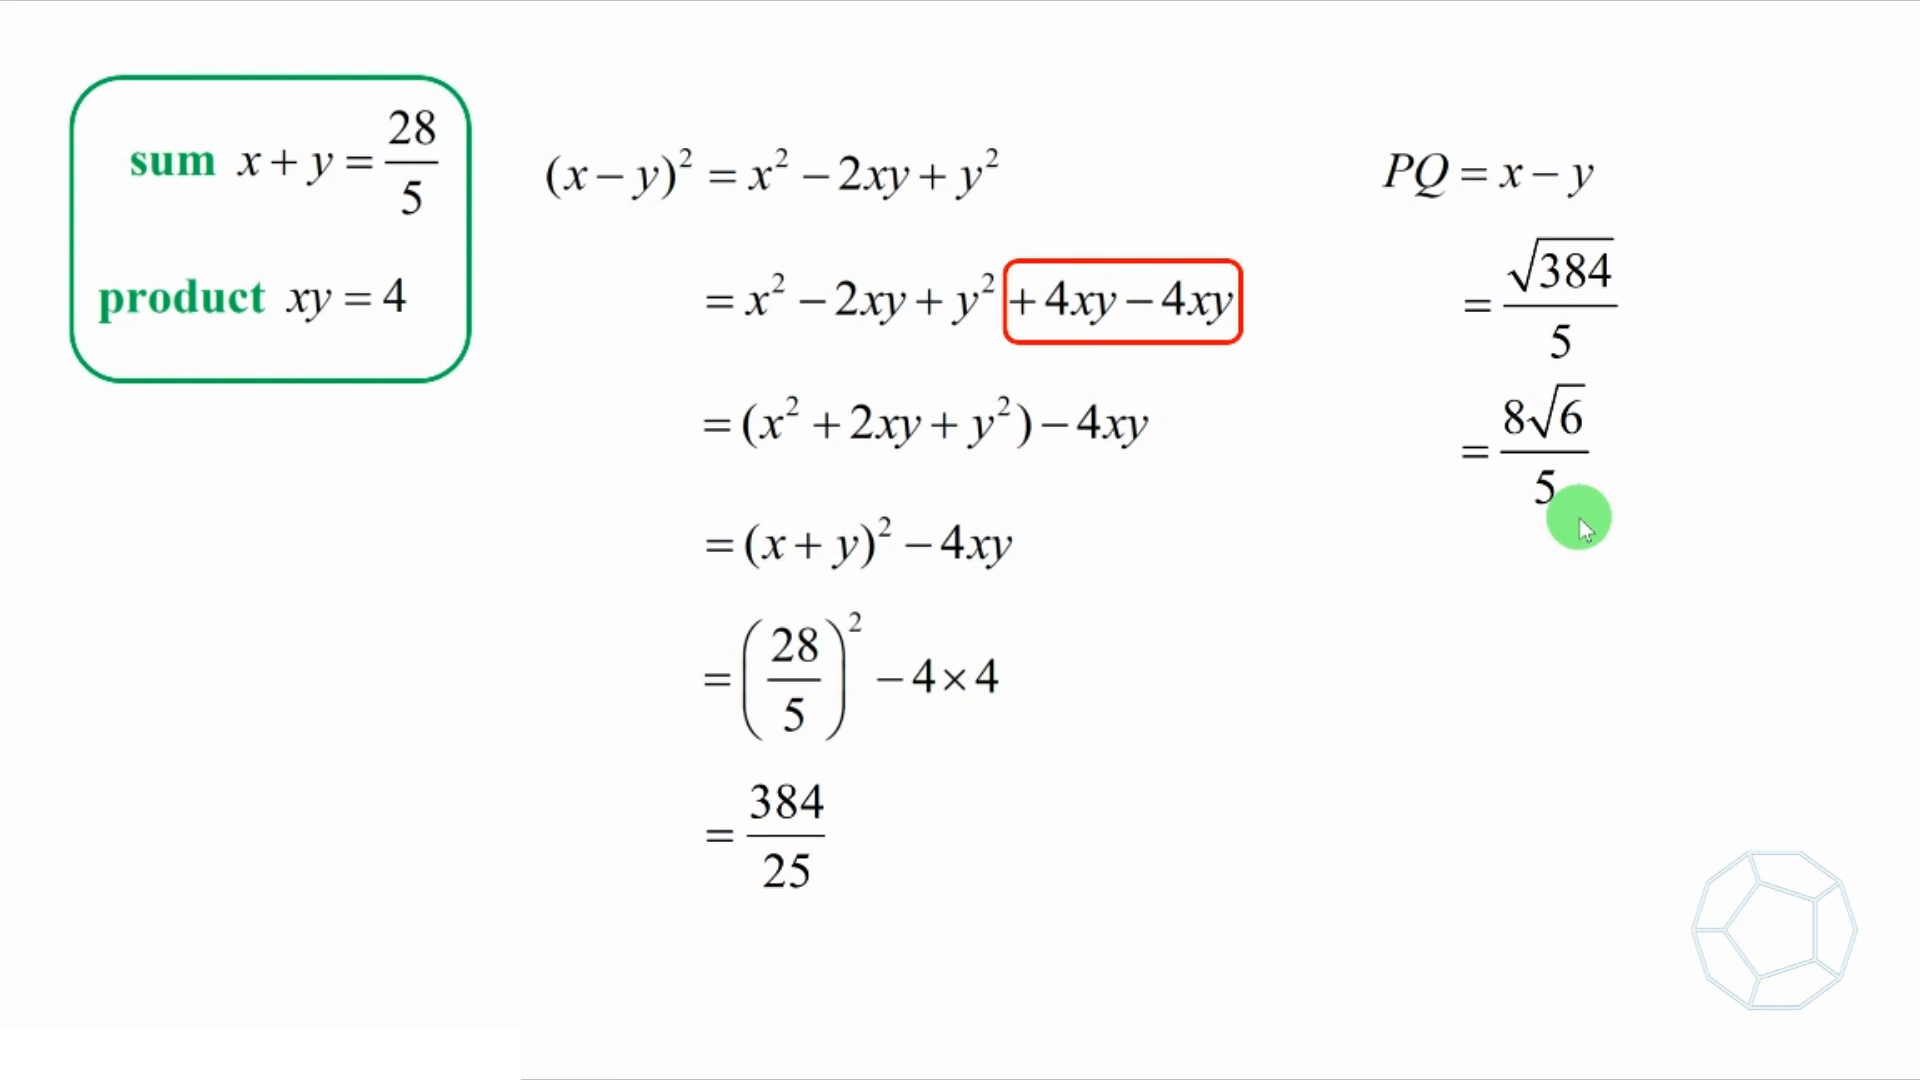 sum x + y = 28/5
product xy = 4
(x − y)² = x² − 2xy + y²
= x² − 2xy + y² + 4xy − 4xy
= (x² + 2xy + y²) − 4xy
= (x + y)² − 4xy
= (28/5)² − 4 × 4
= 384/25
PQ = x − y
= √384/5
= 8√6/5